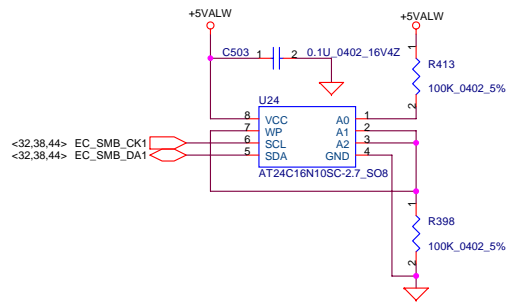 +5VALW
+5VALW
C503 1 2 0.1U_0402_16V4Z
1
R413
100K_0402_5%
2
U24
8 VCC A0 1
7 WP A1 2
<32,38,44> EC_SMB_CK1 6 SCL A2 3
<32,38,44> EC_SMB_DA1 5 SDA GND 4
AT24C16N10SC-2.7_SO8
1
R398
100K_0402_5%
2